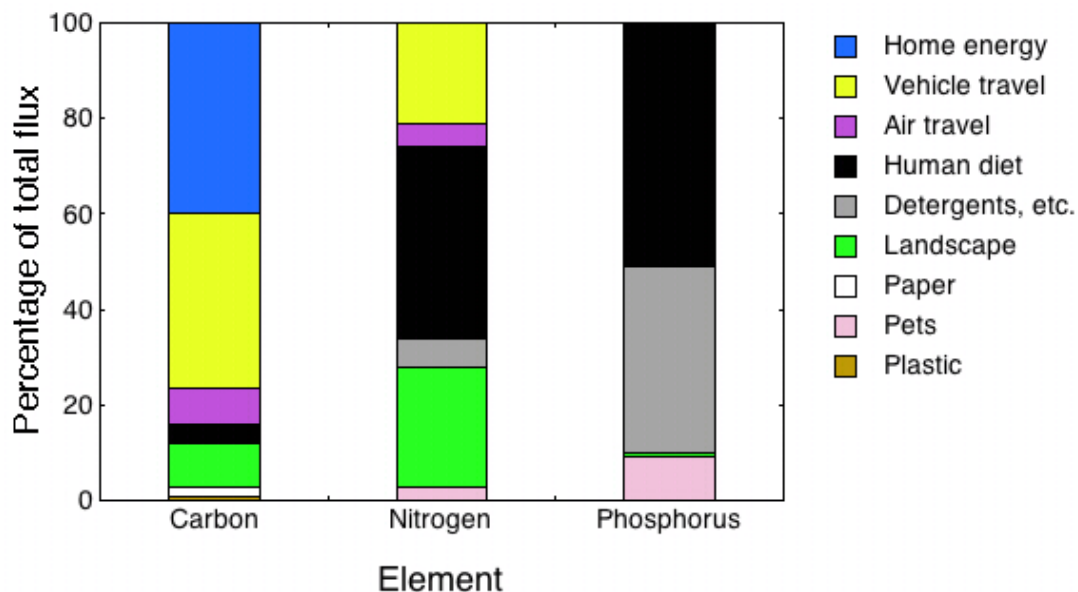 Percentage of total flux
100
80
60
40
20
0
Carbon
Nitrogen
Phosphorus
Element
Home energy
Vehicle travel
Air travel
Human diet
Detergents, etc.
Landscape
Paper
Pets
Plastic